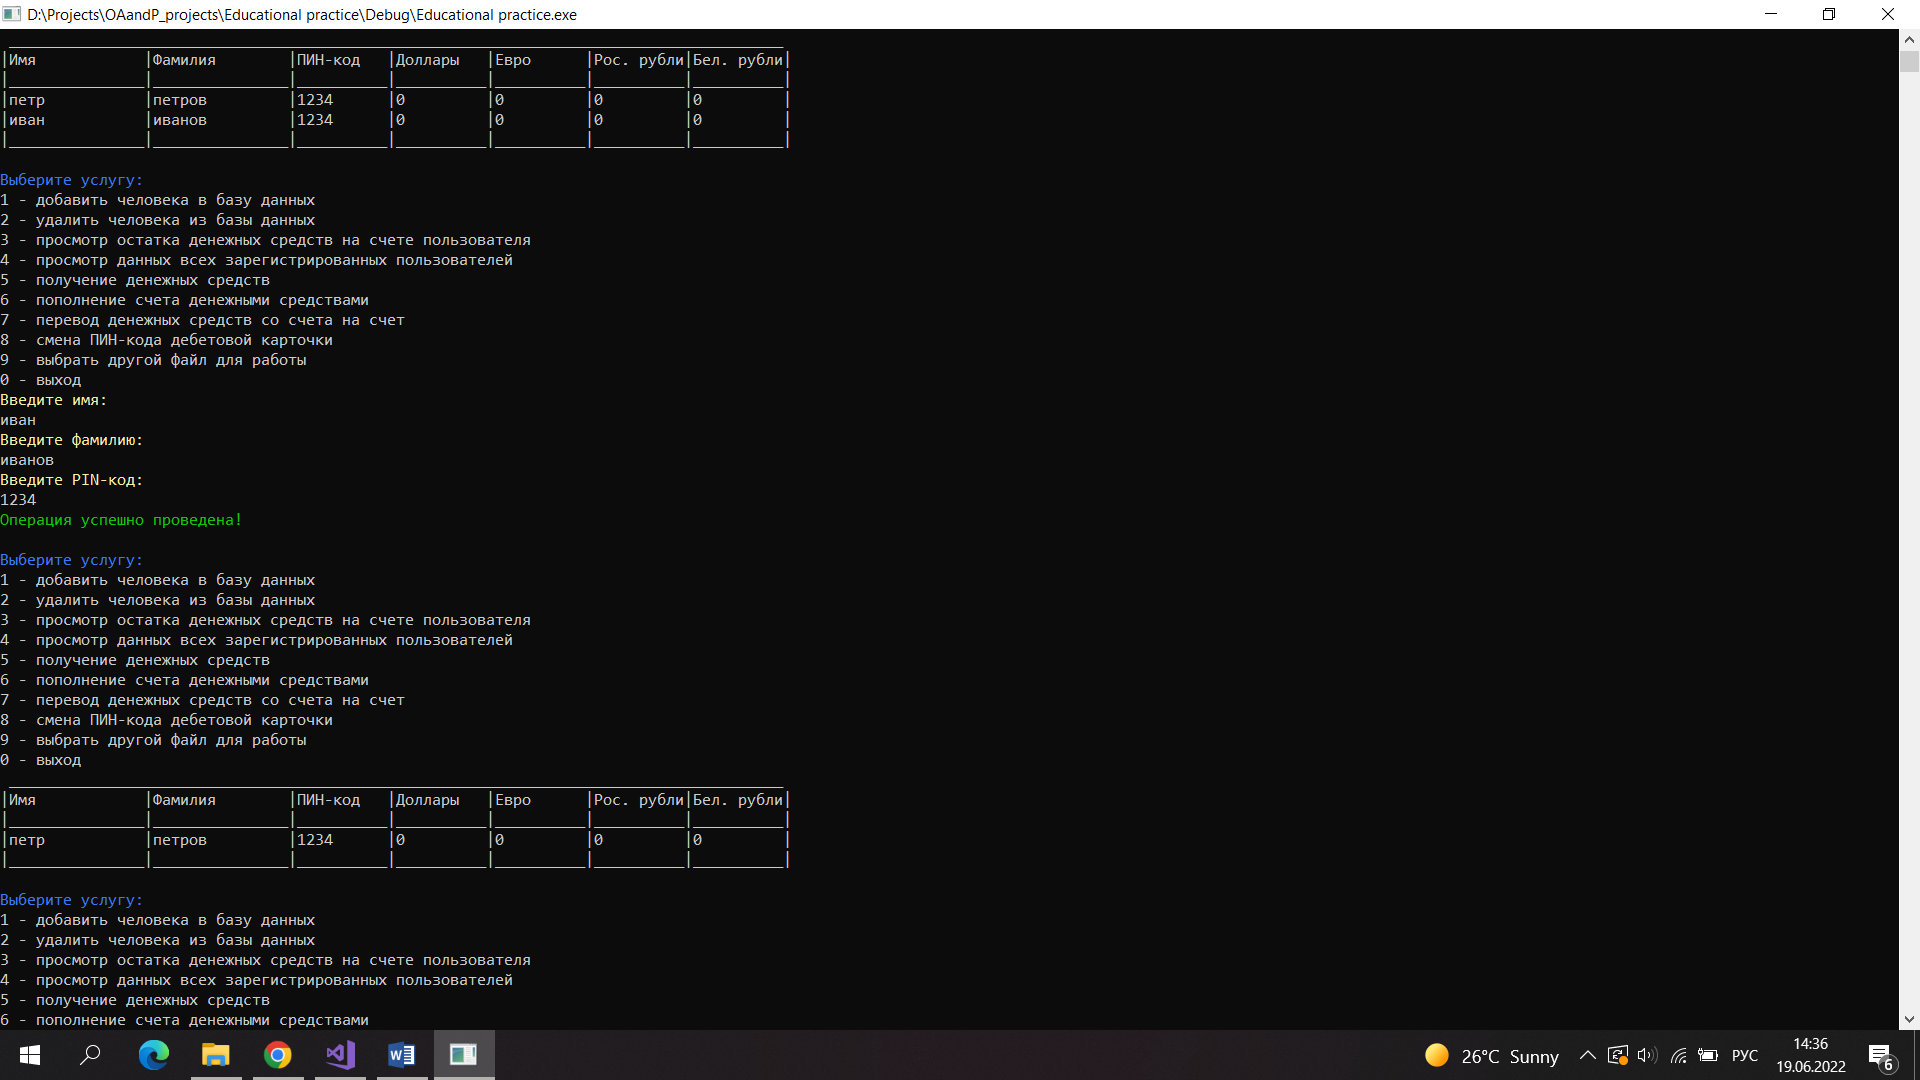 D:\Projects\OAandP_projects\Educational practice\Debug\Educational practice.exe
|Имя |Фамилия |ПИН-код |Доллары |Евро |Рос. рубли|Бел. рубли|
|петр |петров |1234 |0 |0 |0 |0 |
|иван |иванов |1234 |0 |0 |0 |0 |
Выберите услугу:
1 - добавить человека в базу данных
2 - удалить человека из базы данных
3 - просмотр остатка денежных средств на счете пользователя
4 - просмотр данных всех зарегистрированных пользователей
5 - получение денежных средств
6 - пополнение счета денежными средствами
7 - перевод денежных средств со счета на счет
8 - смена ПИН-кода дебетовой карточки
9 - выбрать другой файл для работы
0 - выход
Введите имя:
иван
Введите фамилию:
иванов
Введите PIN-код:
1234
Операция успешно проведена!
Выберите услугу:
1 - добавить человека в базу данных
2 - удалить человека из базы данных
3 - просмотр остатка денежных средств на счете пользователя
4 - просмотр данных всех зарегистрированных пользователей
5 - получение денежных средств
6 - пополнение счета денежными средствами
7 - перевод денежных средств со счета на счет
8 - смена ПИН-кода дебетовой карточки
9 - выбрать другой файл для работы
0 - выход
|Имя |Фамилия |ПИН-код |Доллары |Евро |Рос. рубли|Бел. рубли|
|петр |петров |1234 |0 |0 |0 |0 |
Выберите услугу:
1 - добавить человека в базу данных
2 - удалить человека из базы данных
3 - просмотр остатка денежных средств на счете пользователя
4 - просмотр данных всех зарегистрированных пользователей
5 - получение денежных средств
6 - пополнение счета денежными средствами
26°C Sunny
РУС
14:36
19.06.2022
6